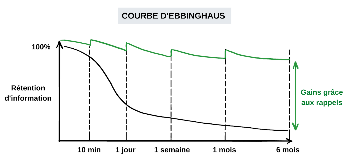 COURBE D'EBBINGHAUS
100%
Rétention
d'information
Gains grâce
aux rappels
10 min
1 jour
1 semaine
1 mois
6 mois